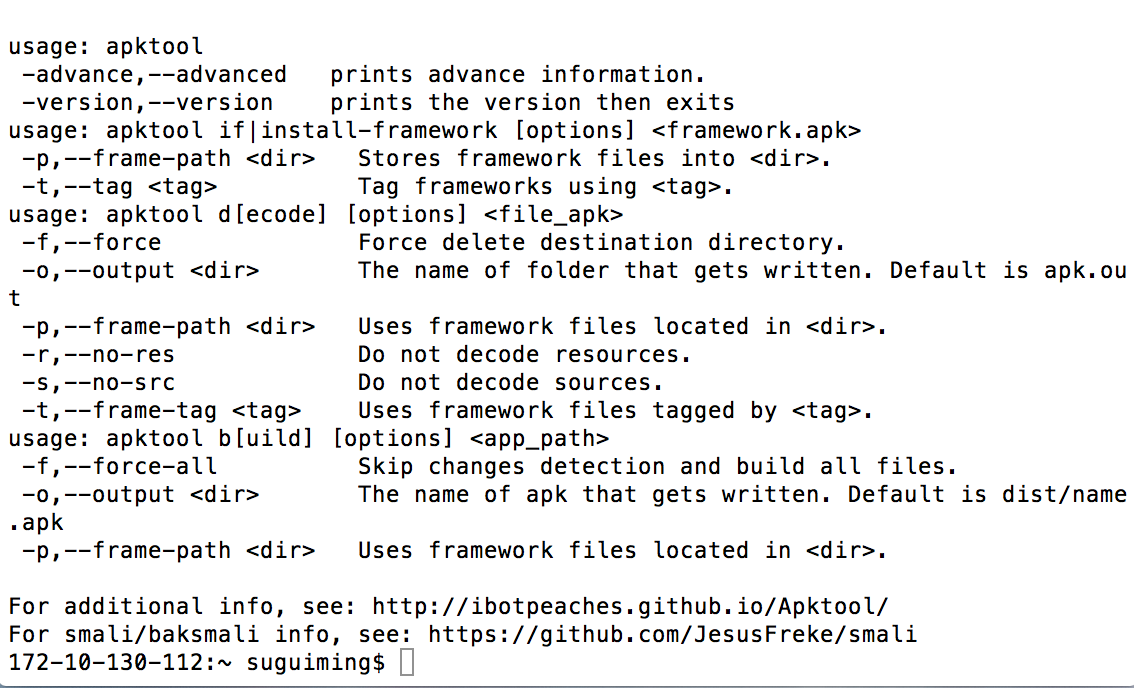 usage: apktool
 -advance,--advanced   prints advance information.
 -version,--version    prints the version then exits
usage: apktool if|install-framework [options] <framework.apk>
 -p,--frame-path <dir>   Stores framework files into <dir>.
 -t,--tag <tag>          Tag frameworks using <tag>.
usage: apktool d[ecode] [options] <file_apk>
 -f,--force              Force delete destination directory.
 -o,--output <dir>       The name of folder that gets written. Default is apk.ou
t
 -p,--frame-path <dir>   Uses framework files located in <dir>.
 -r,--no-res             Do not decode resources.
 -s,--no-src             Do not decode sources.
 -t,--frame-tag <tag>    Uses framework files tagged by <tag>.
usage: apktool b[uild] [options] <app_path>
 -f,--force-all          Skip changes detection and build all files.
 -o,--output <dir>       The name of apk that gets written. Default is dist/name
.apk
 -p,--frame-path <dir>   Uses framework files located in <dir>.

For additional info, see: http://ibotpeaches.github.io/Apktool/
For smali/baksmali info, see: https://github.com/JesusFreke/smali
172-10-130-112:~ suguiming$